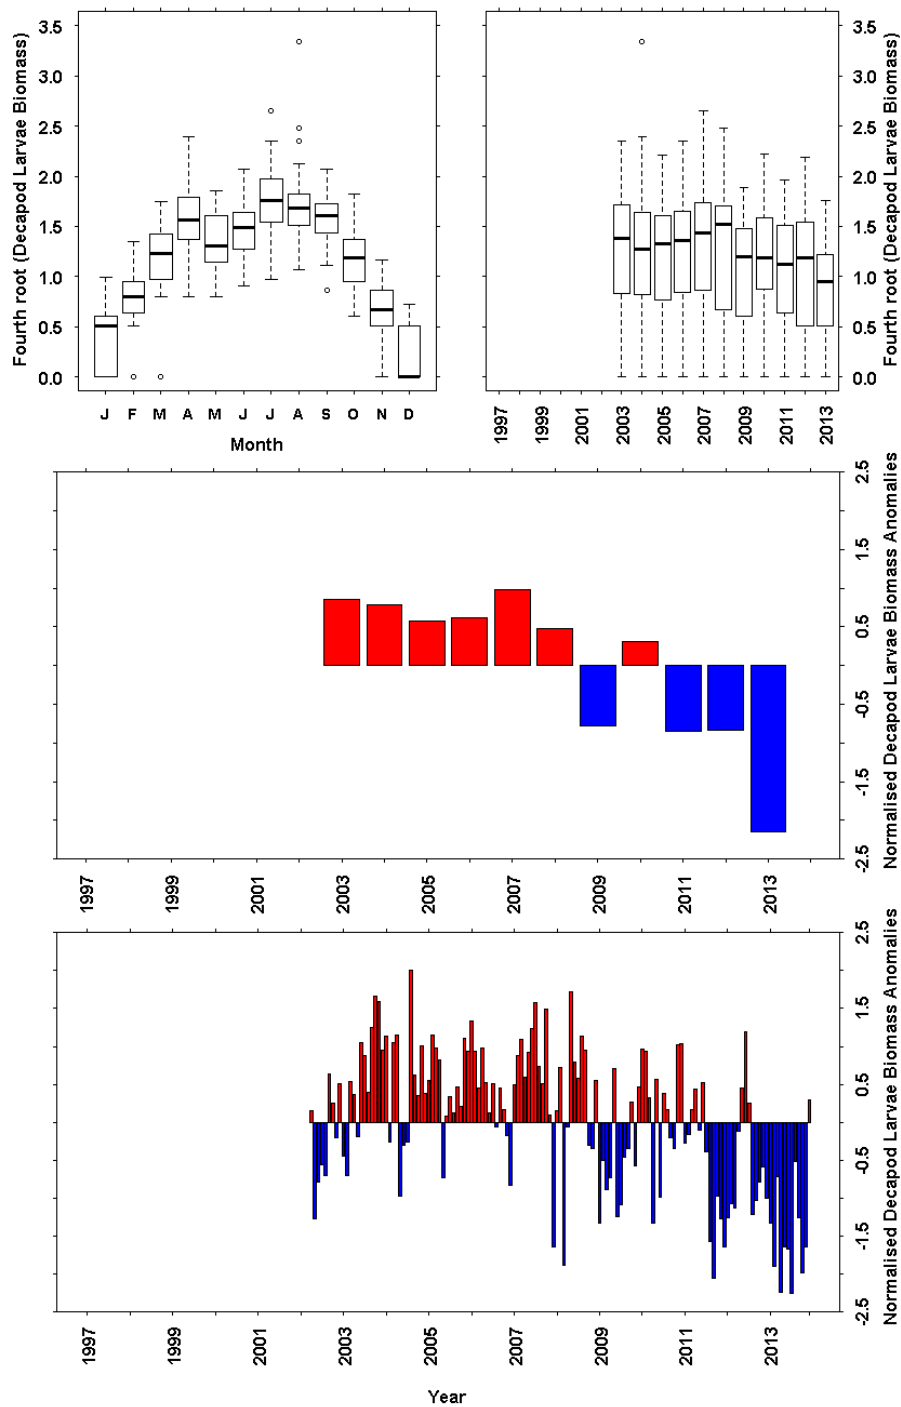 Fourth root (Decapod Larvae Biomass)
3.5
3.0
2.5
2.0
1.5
1.0
0.5
0.0
J F M A M J J A S O N D
Month
3.5
3.0
2.5
2.0
1.5
1.0
0.5
0.0
Fourth root (Decapod Larvae Biomass)
1997 1999 2001 2003 2005 2007 2009 2011 2013
2.5
1.5
0.5
-0.5
-1.5
-2.5
Normalised Decapod Larvae Biomass Anomalies
1997 1999 2001 2003 2005 2007 2009 2011 2013
2.5
1.5
0.5
-0.5
-1.5
-2.5
Normalised Decapod Larvae Biomass Anomalies
1997 1999 2001 2003 2005 2007 2009 2011 2013
Year